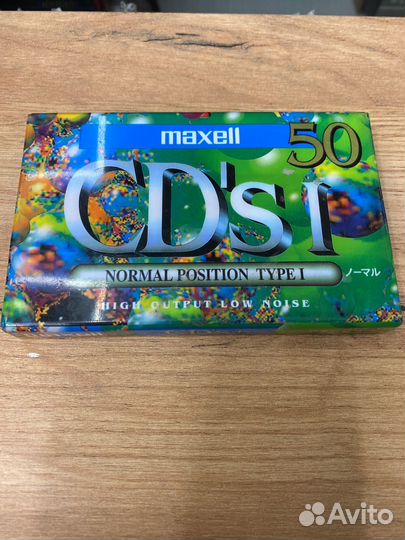 maxell
50
CD'S I
NORMAL POSITION TYPE I
ノーマル
HIGH OUTPUT LOW NOISE
Avito